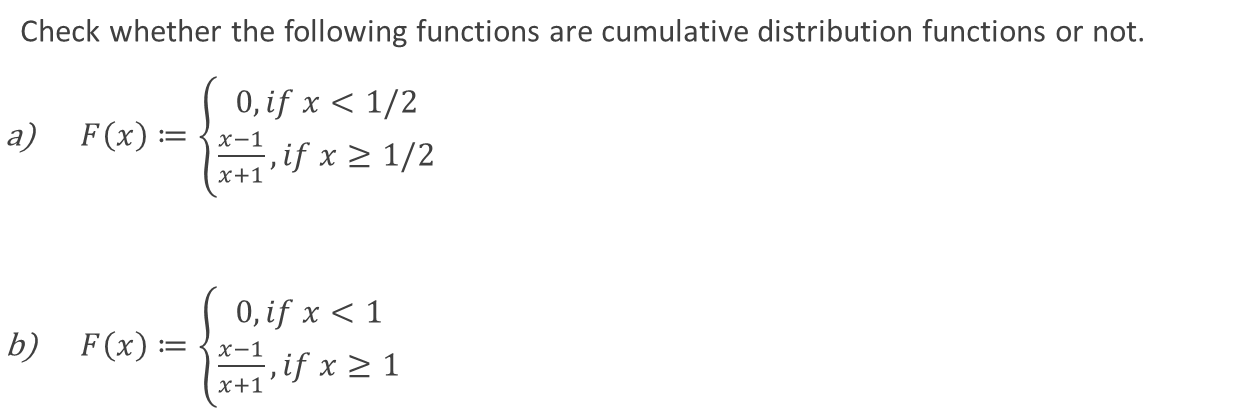 Check whether the following functions are cumulative distribution functions or not.
a) F(x) ≔ { 0, if x < 1/2
x−1/x+1, if x ≥ 1/2
b) F(x) ≔ { 0, if x < 1
x−1/x+1, if x ≥ 1